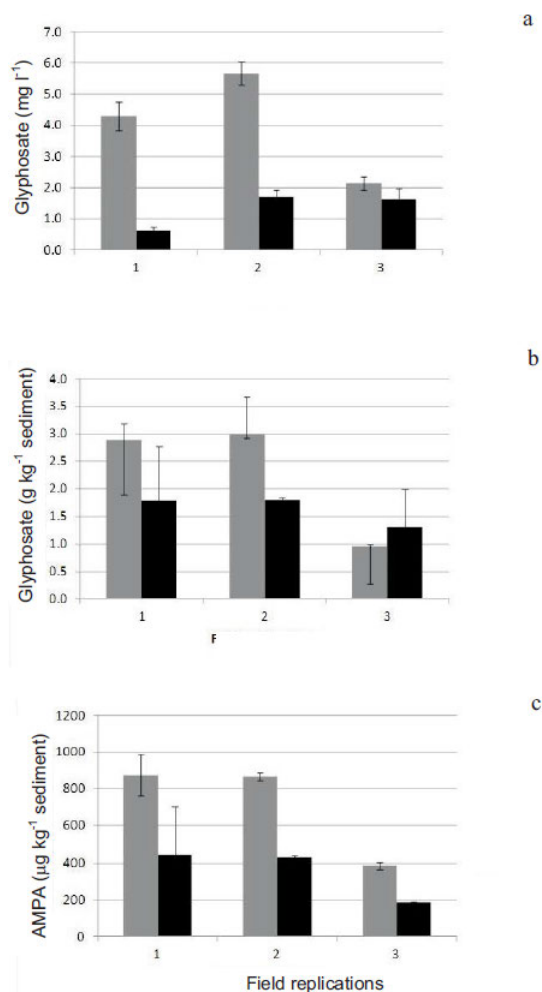 a
Glyphosate (mg l⁻¹)
7.0
6.0
5.0
4.0
3.0
2.0
1.0
0.0
1 2 3
b
Glyphosate (g kg⁻¹ sediment)
4.0
3.5
3.0
2.5
2.0
1.5
1.0
0.5
0.0
1 2 3
F
c
AMPA (µg kg⁻¹ sediment)
1200
1000
800
600
400
200
0
1 2 3
Field replications